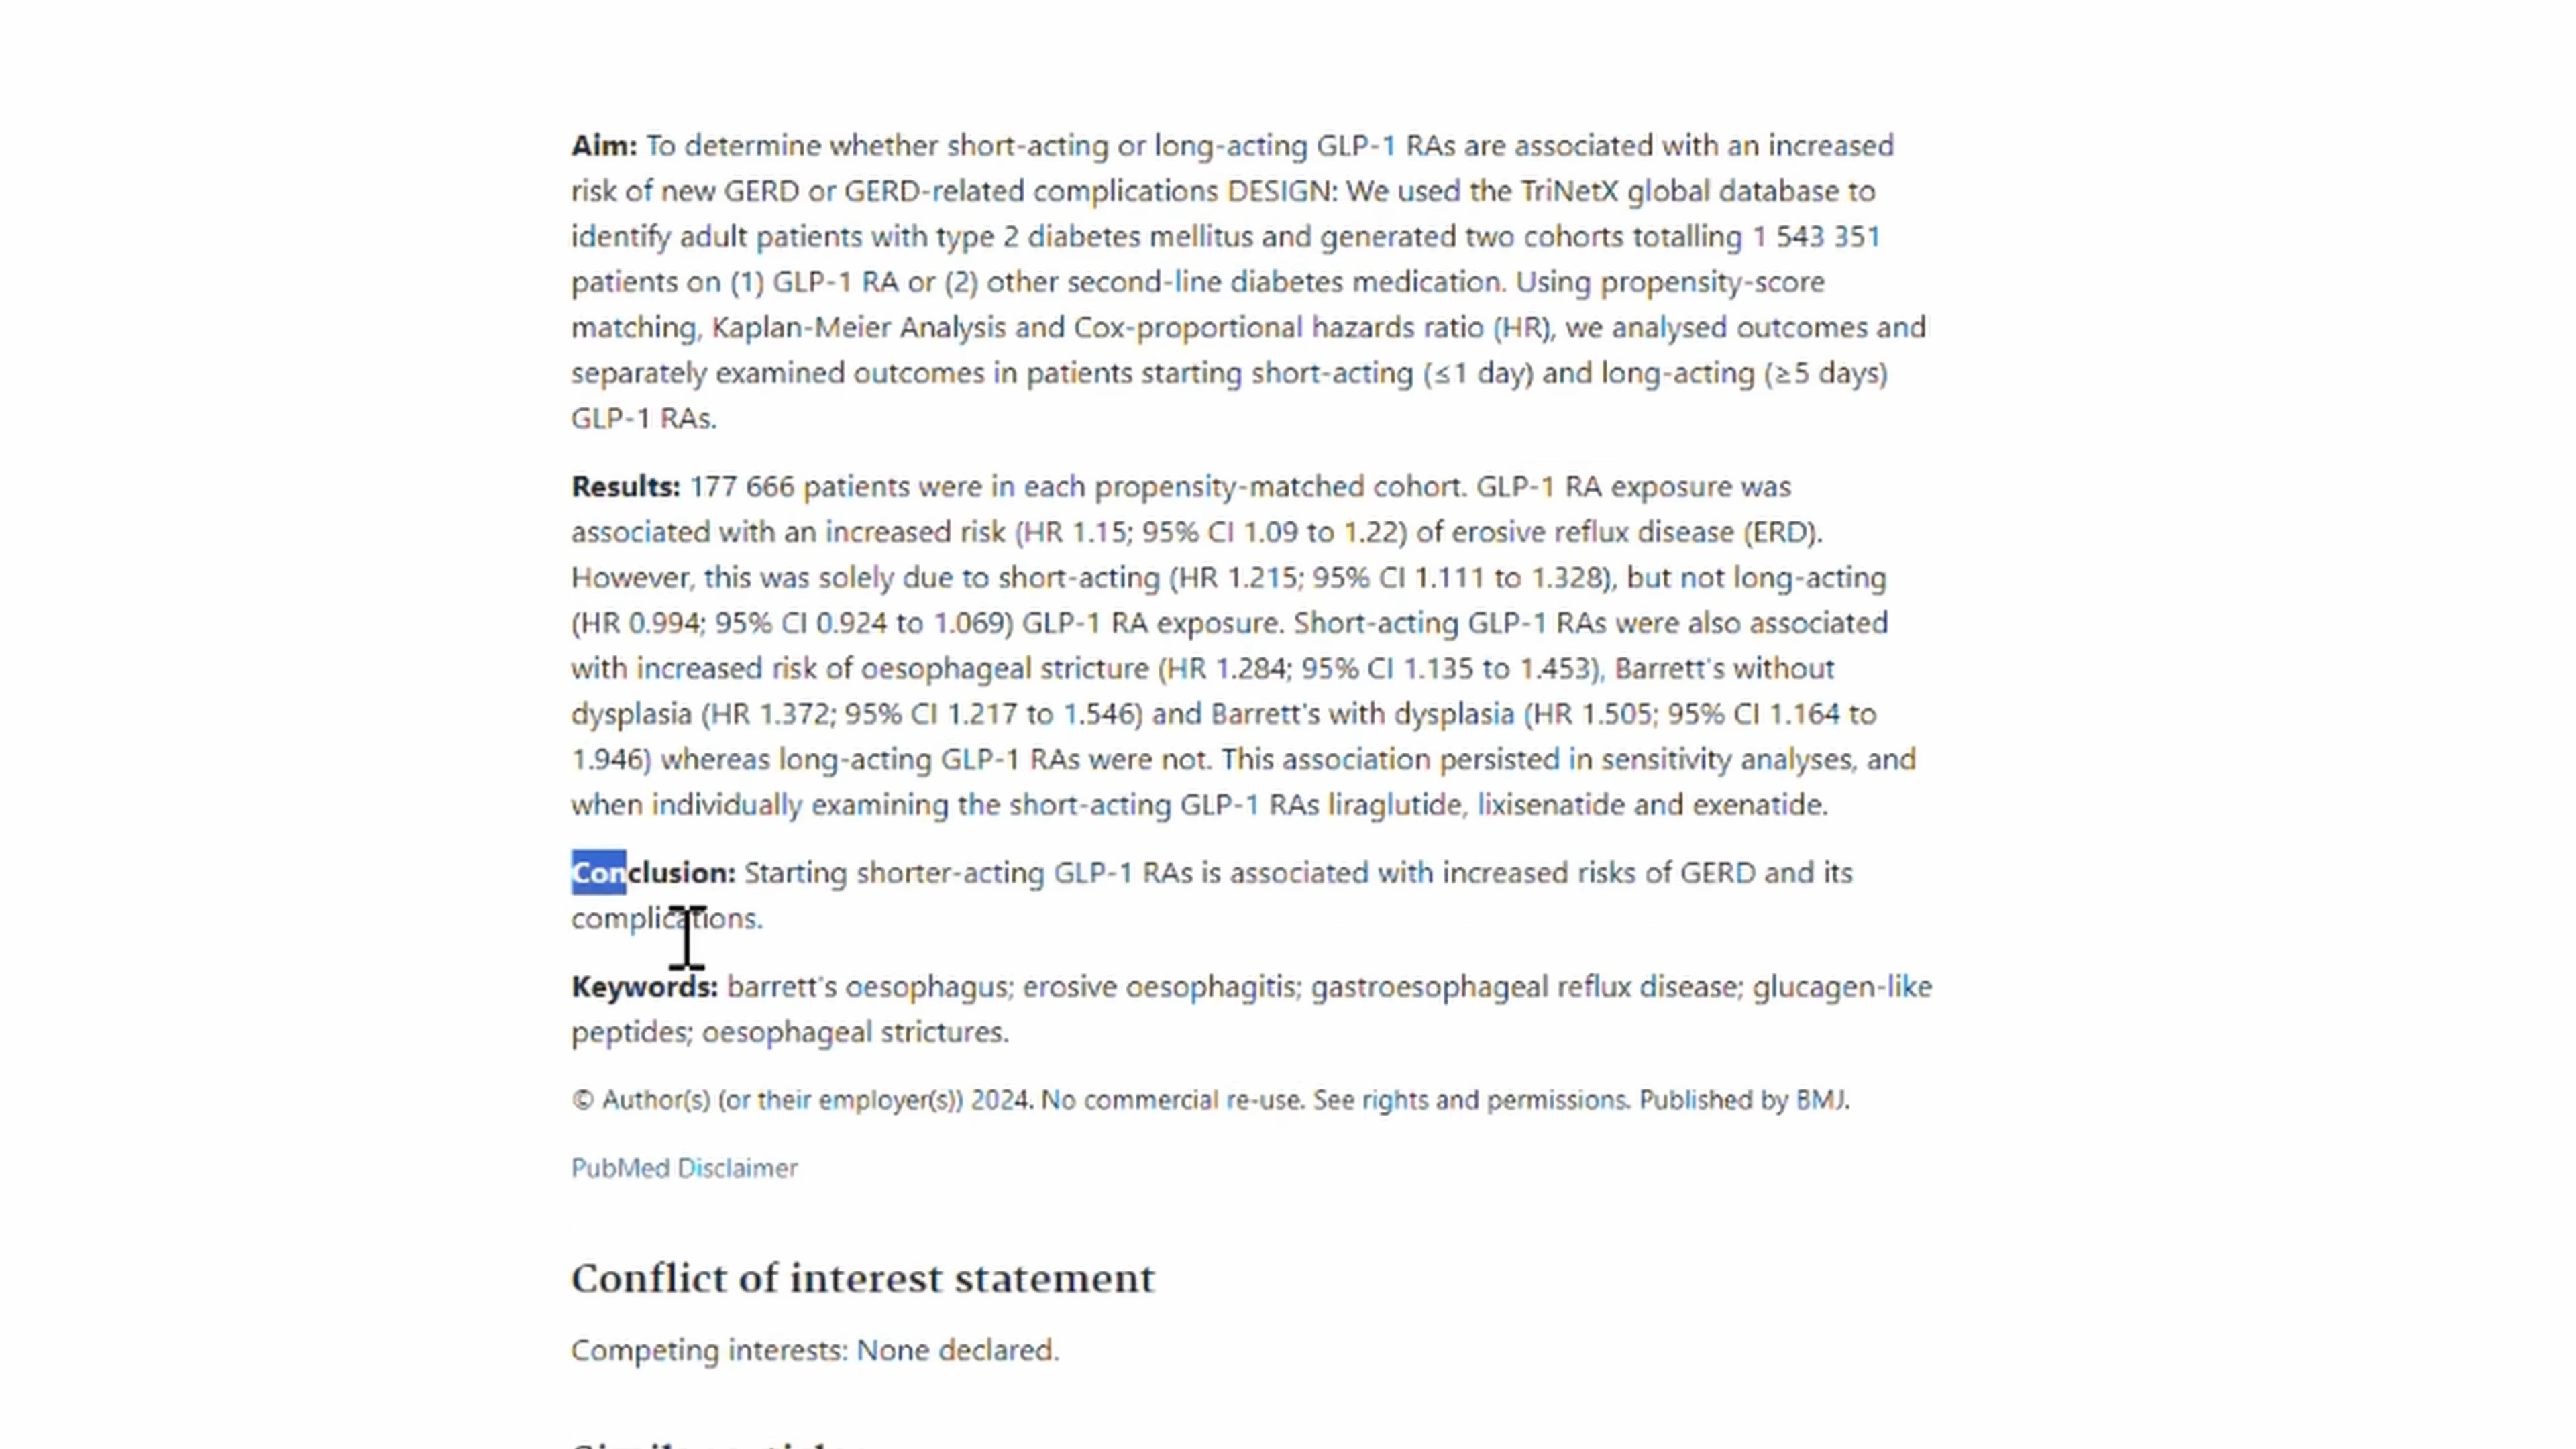 Aim: To determine whether short-acting or long-acting GLP-1 RAs are associated with an increased
risk of new GERD or GERD-related complications DESIGN: We used the TriNetX global database to
identify adult patients with type 2 diabetes mellitus and generated two cohorts totalling 1 543 351
patients on (1) GLP-1 RA or (2) other second-line diabetes medication. Using propensity-score
matching, Kaplan-Meier Analysis and Cox-proportional hazards ratio (HR), we analysed outcomes and
separately examined outcomes in patients starting short-acting (≤1 day) and long-acting (≥5 days)
GLP-1 RAs.
Results: 177 666 patients were in each propensity-matched cohort. GLP-1 RA exposure was
associated with an increased risk (HR 1.15; 95% CI 1.09 to 1.22) of erosive reflux disease (ERD).
However, this was solely due to short-acting (HR 1.215; 95% CI 1.111 to 1.328), but not long-acting
(HR 0.994; 95% CI 0.924 to 1.069) GLP-1 RA exposure. Short-acting GLP-1 RAs were also associated
with increased risk of oesophageal stricture (HR 1.284; 95% CI 1.135 to 1.453), Barrett's without
dysplasia (HR 1.372; 95% CI 1.217 to 1.546) and Barrett's with dysplasia (HR 1.505; 95% CI 1.164 to
1.946) whereas long-acting GLP-1 RAs were not. This association persisted in sensitivity analyses, and
when individually examining the short-acting GLP-1 RAs liraglutide, lixisenatide and exenatide.
Conclusion: Starting shorter-acting GLP-1 RAs is associated with increased risks of GERD and its
complications.
Keywords: barrett's oesophagus; erosive oesophagitis; gastroesophageal reflux disease; glucagen-like
peptides; oesophageal strictures.
© Author(s) (or their employer(s)) 2024. No commercial re-use. See rights and permissions. Published by BMJ.
PubMed Disclaimer
Conflict of interest statement
Competing interests: None declared.